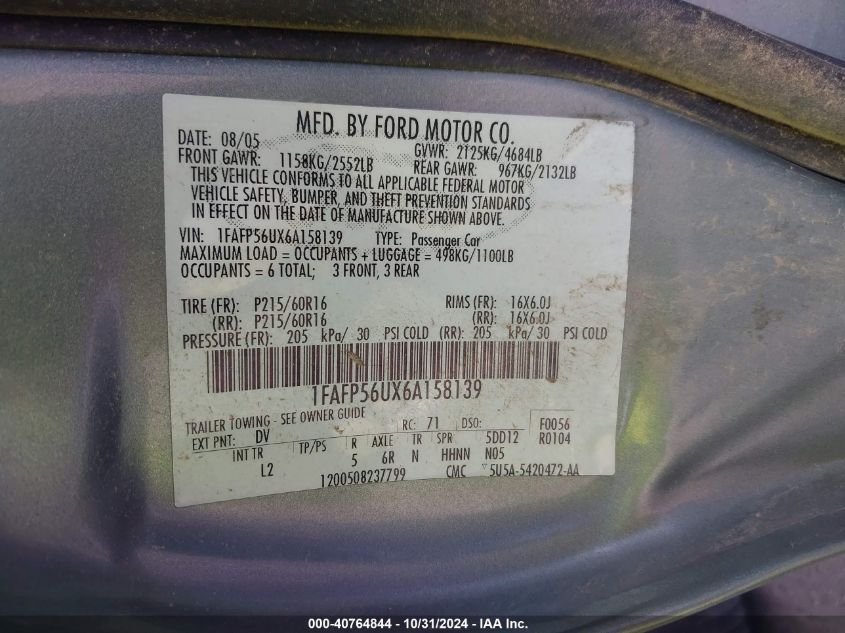 MFD. BY FORD MOTOR CO.
DATE: 08/05 GVWR: 2125KG/4684LB
FRONT GAWR: 1158KG/2552LB REAR GAWR: 967KG/2132LB
THIS VEHICLE CONFORMS TO ALL APPLICABLE FEDERAL MOTOR
VEHICLE SAFETY, BUMPER, AND THEFT PREVENTION STANDARDS
IN EFFECT ON THE DATE OF MANUFACTURE SHOWN ABOVE.
VIN: 1FAFP56UX6A158139 TYPE: Passenger Car
MAXIMUM LOAD = OCCUPANTS + LUGGAGE = 498KG/1100LB
OCCUPANTS = 6 TOTAL; 3 FRONT, 3 REAR
TIRE (FR): P215/60R16 RIMS (FR): 16X6.0J
(RR): P215/60R16 (RR): 16X6.0J
PRESSURE (FR): 205 kPa/ 30 PSI COLD (RR): 205 kPa/ 30 PSI COLD
1FAFP56UX6A158139
TRAILER TOWING - SEE OWNER GUIDE RC: 71 DSO: F0056
EXT PNT: DV R AXLE TR SPR 5DD12 R0104
INT TR TP/PS 5 6R N HHNN N05
L2 1200508237799 CMC 5U5A-5420472-AA
000-40764844 - 10/31/2024 - IAA Inc.